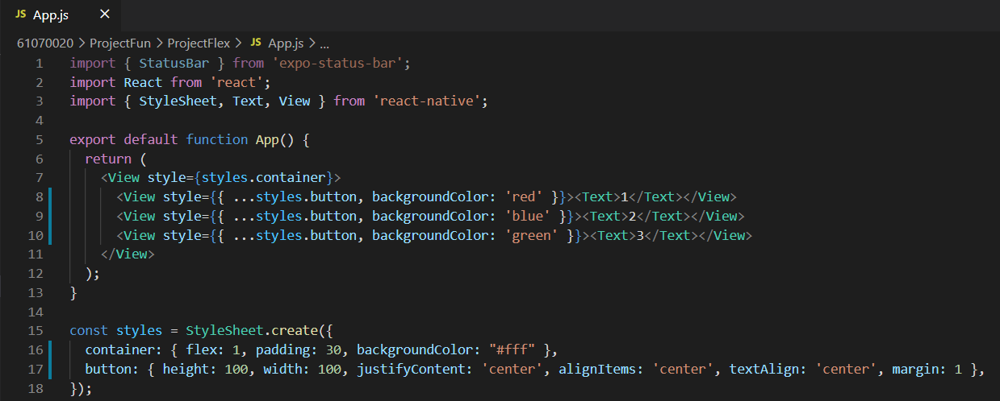 JS App.js ×
61070020 > ProjectFun > ProjectFlex > JS App.js > ...
1 import { StatusBar } from 'expo-status-bar';
2 import React from 'react';
3 import { StyleSheet, Text, View } from 'react-native';
4
5 export default function App() {
6   return (
7     <View style={styles.container}>
8       <View style={{ ...styles.button, backgroundColor: 'red' }}><Text>1</Text></View>
9       <View style={{ ...styles.button, backgroundColor: 'blue' }}><Text>2</Text></View>
10       <View style={{ ...styles.button, backgroundColor: 'green' }}><Text>3</Text></View>
11     </View>
12   );
13 }
14
15 const styles = StyleSheet.create({
16   container: { flex: 1, padding: 30, backgroundColor: "#fff" },
17   button: { height: 100, width: 100, justifyContent: 'center', alignItems: 'center', textAlign: 'center', margin: 1 },
18 });